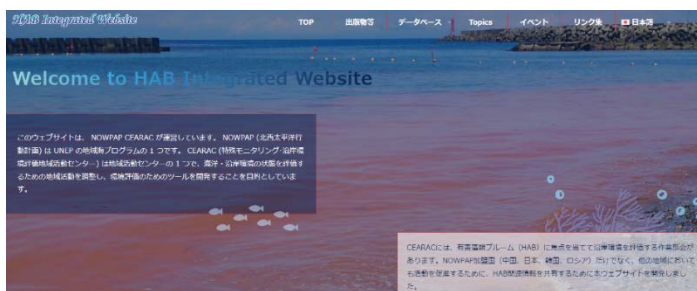 HAB Integrated Website
TOP 出版物等 データベース Topics イベント リンク集 日本語
Welcome to HAB Integrated Website
このウェブサイトは、 NOWPAP CEARAC が運営しています。 NOWPAP (北西太平洋行
動計画) は UNEP の地域海プログラムの 1 つです。 CEARAC (特殊モニタリング·沿岸環
境評価地域活動センター) は地域活動センターの 1 つで、海洋・沿岸環境の状態を評価す
るための地域活動を調整し、環境評価のためのツールを開発することを目的としていま
す。
CEARACには、有害藻類ブルーム（HAB）に焦点を当てて沿岸環境を評価する作業部会が
あります。NOWPAP加盟国（中国、日本、韓国、ロシア）だけでなく、他の地域において
も活動を促進するために、HAB関連情報を共有するために本ウェブサイトを開発しまし
た。